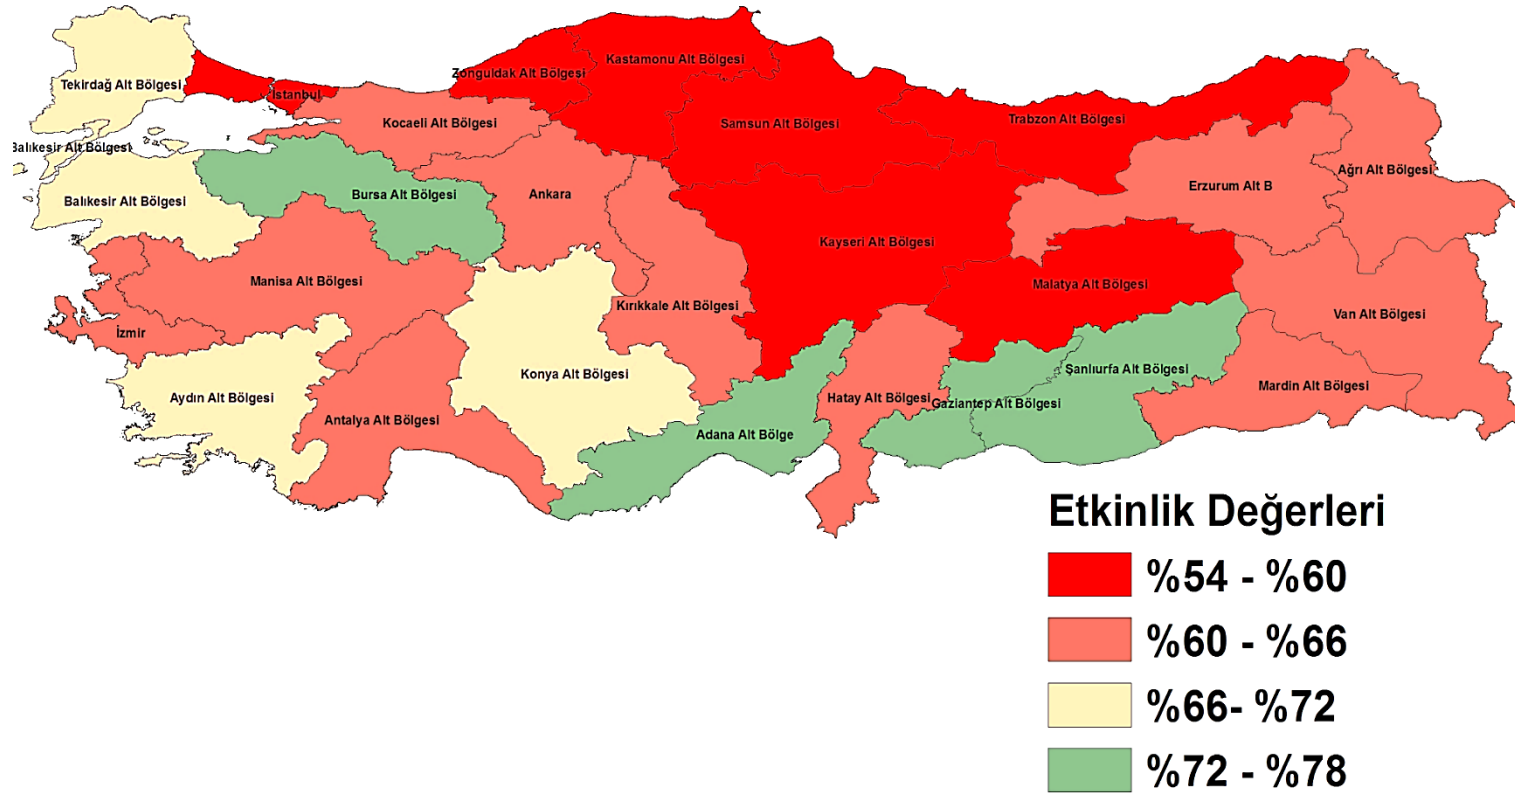 Kastamonu Alt Bölgesi
Zonguldak Alt Bölgesi
Tekirdağ Alt Bölgesi
İstanbul
Kocaeli Alt Bölgesi
Samsun Alt Bölgesi
Trabzon Alt Bölgesi
Balıkesir Alt Bölgesi
Ağrı Alt Bölgesi
Erzurum Alt B
Bursa Alt Bölgesi
Ankara
Balıkesir Alt Bölgesi
Kayseri Alt Bölgesi
Manisa Alt Bölgesi
Malatya Alt Bölgesi
Kırıkkale Alt Bölgesi
Van Alt Bölgesi
İzmir
Konya Alt Bölgesi
Şanlıurfa Alt Bölgesi
Mardin Alt Bölgesi
Aydın Alt Bölgesi
Hatay Alt Bölgesi
Gaziantep Alt Bölgesi
Antalya Alt Bölgesi
Adana Alt Bölge
Etkinlik Değerleri
%54 - %60
%60 - %66
%66- %72
%72 - %78